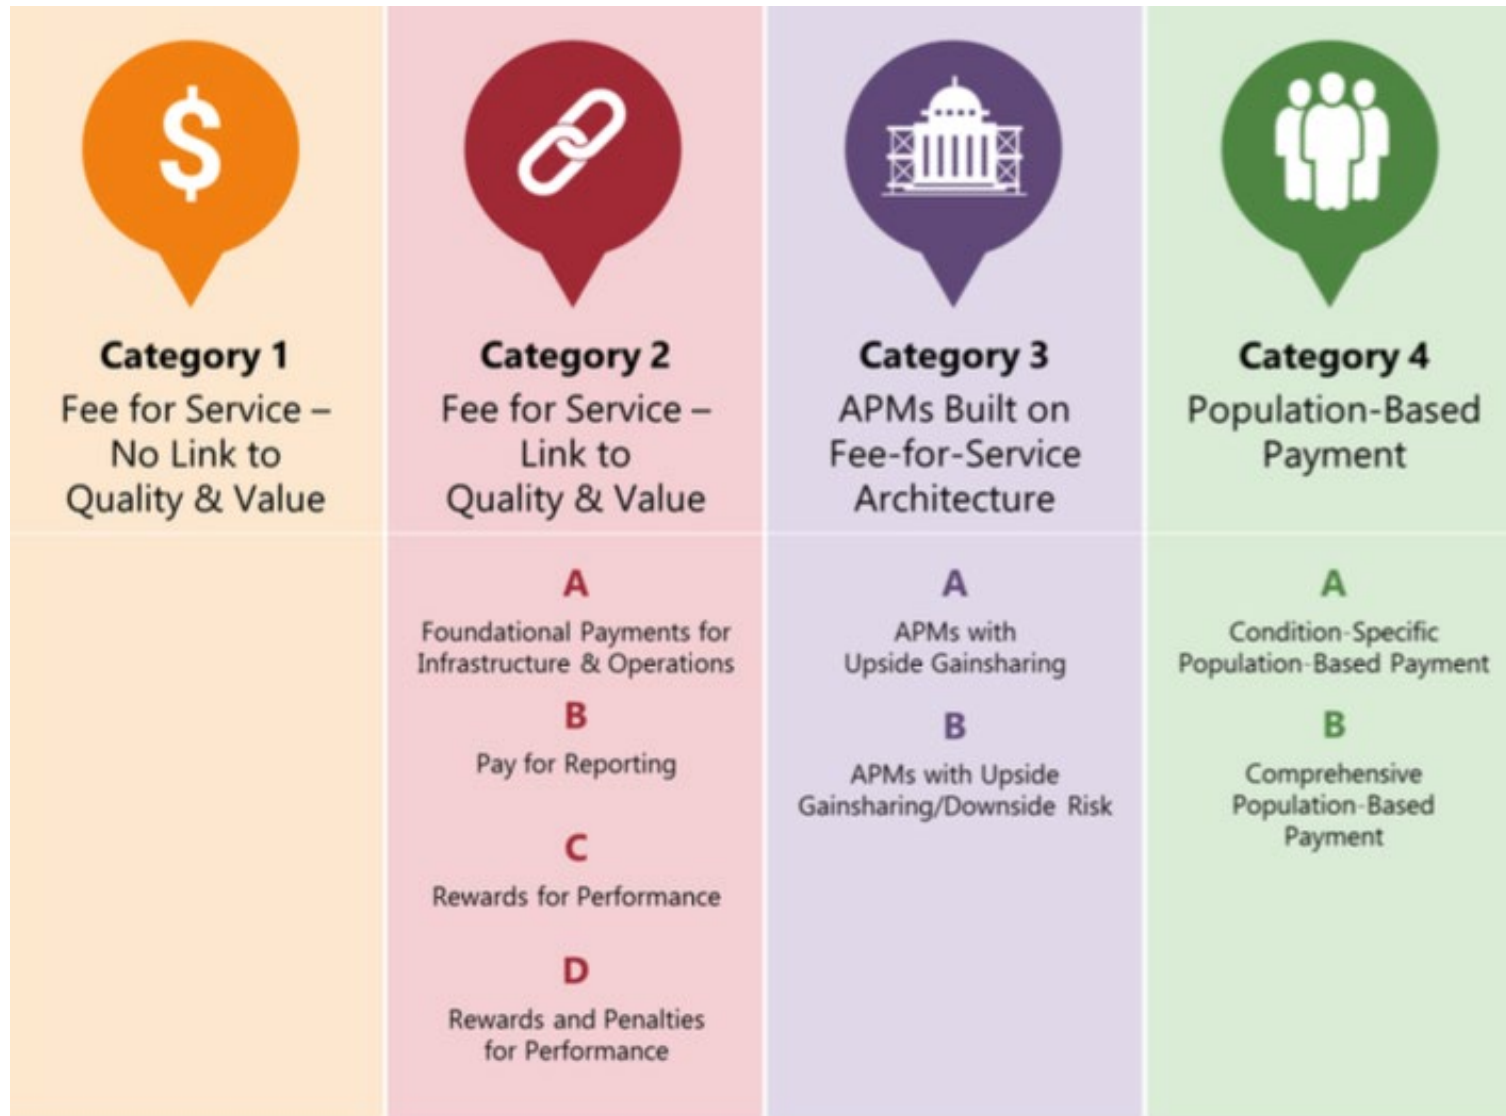 $
Category 1
Fee for Service –
No Link to
Quality & Value
Category 2
Fee for Service –
Link to
Quality & Value
A
Foundational Payments for
Infrastructure & Operations
B
Pay for Reporting
C
Rewards for Performance
D
Rewards and Penalties
for Performance
Category 3
APMs Built on
Fee-for-Service
Architecture
A
APMs with
Upside Gainsharing
B
APMs with Upside
Gainsharing/Downside Risk
Category 4
Population-Based
Payment
A
Condition-Specific
Population-Based Payment
B
Comprehensive
Population-Based
Payment